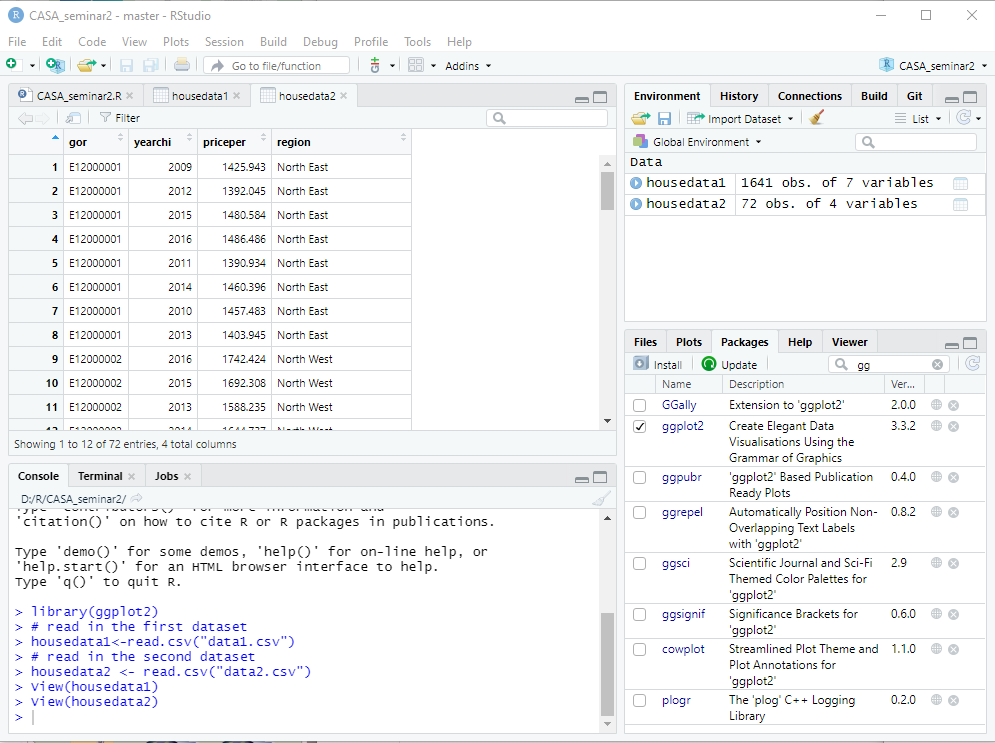 CASA_seminar2 - master - RStudio
File Edit Code View Plots Session Build Debug Profile Tools Help
Go to file/function Addins CASA_seminar2
CASA_seminar2.R housedata1 housedata2
Filter
gor yearchi priceper region
1 E12000001 2009 1425.943 North East
2 E12000001 2012 1392.045 North East
3 E12000001 2015 1480.584 North East
4 E12000001 2016 1486.486 North East
5 E12000001 2011 1390.934 North East
6 E12000001 2014 1460.396 North East
7 E12000001 2010 1457.483 North East
8 E12000001 2013 1403.945 North East
9 E12000002 2016 1742.424 North West
10 E12000002 2015 1692.308 North West
11 E12000002 2013 1588.235 North West
Showing 1 to 12 of 72 entries, 4 total columns
Console Terminal Jobs
D:/R/CASA_seminar2/
'citation()' on how to cite R or R packages in publications.
Type 'demo()' for some demos, 'help()' for on-line help, or
'help.start()' for an HTML browser interface to help.
Type 'q()' to quit R.
> library(ggplot2)
> # read in the first dataset
> housedata1<-read.csv("data1.csv")
> # read in the second dataset
> housedata2 <- read.csv("data2.csv")
> View(housedata1)
> View(housedata2)
>
Environment History Connections Build Git
Import Dataset List
Global Environment
Data
housedata1 1641 obs. of 7 variables
housedata2 72 obs. of 4 variables
Files Plots Packages Help Viewer
Install Update gg
Name Description Ver...
GGally Extension to 'ggplot2' 2.0.0
ggplot2 Create Elegant Data 3.3.2
Visualisations Using the
Grammar of Graphics
ggpubr 'ggplot2' Based Publication 0.4.0
Ready Plots
ggrepel Automatically Position Non- 0.8.2
Overlapping Text Labels
with 'ggplot2'
ggsci Scientific Journal and Sci-Fi 2.9
Themed Color Palettes for
'ggplot2'
ggsignif Significance Brackets for 0.6.0
'ggplot2'
cowplot Streamlined Plot Theme and 1.1.0
Plot Annotations for
'ggplot2'
plogr The 'plog' C++ Logging 0.2.0
Library